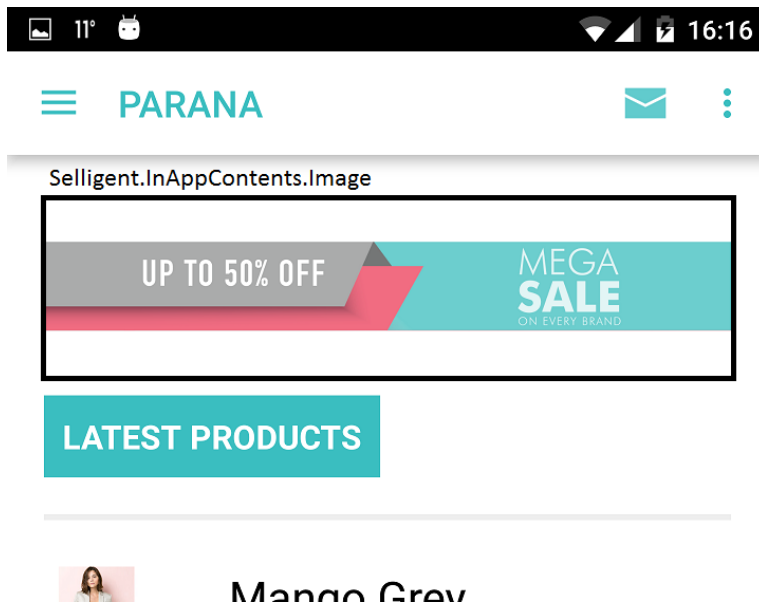 11° 16:16
PARANA
Selligent.InAppContents.Image
UP TO 50% OFF
MEGA
SALE
ON EVERY BRAND
LATEST PRODUCTS
Mango Grey